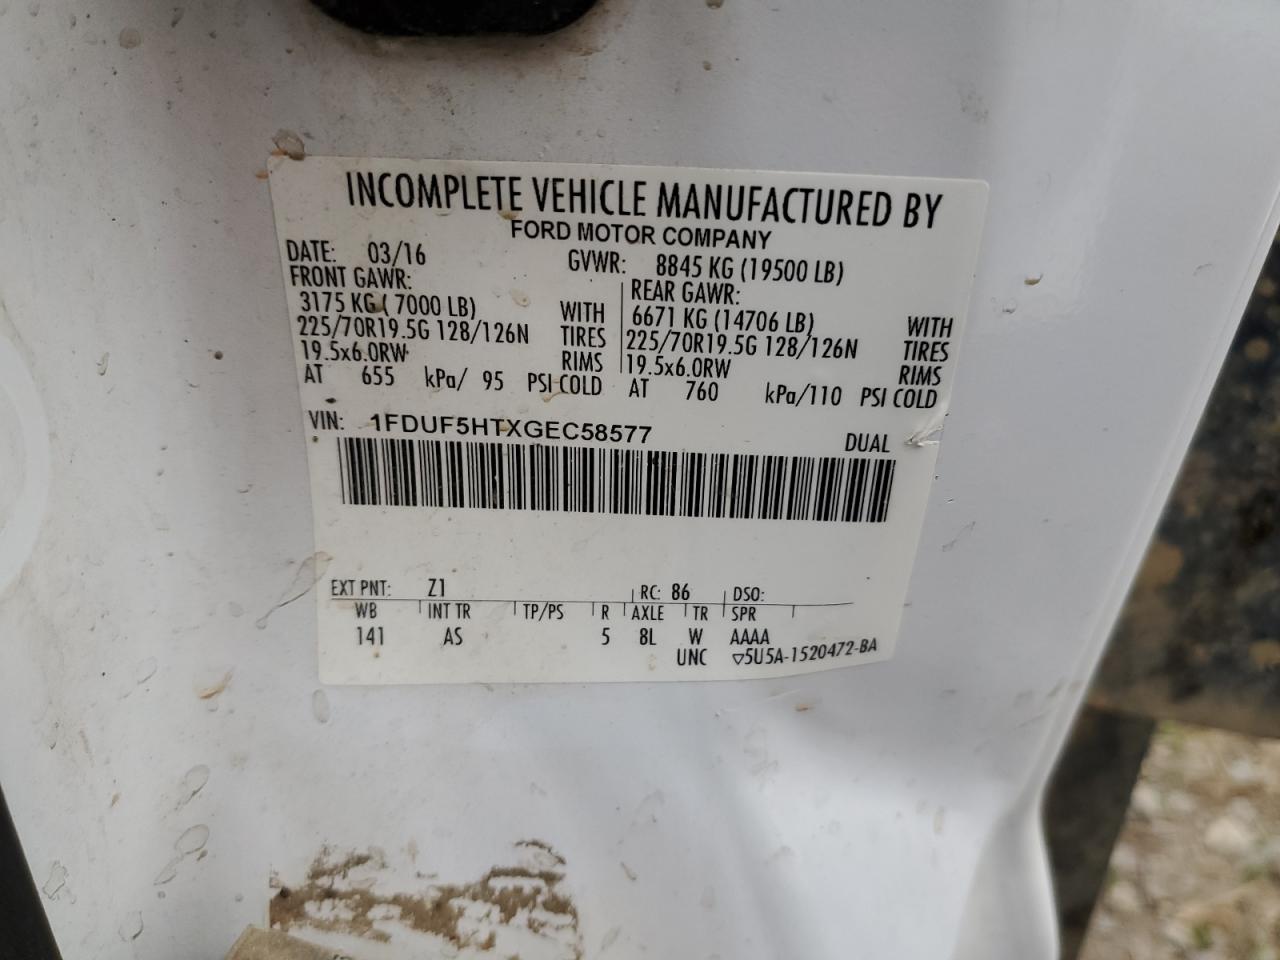 INCOMPLETE VEHICLE MANUFACTURED BY
FORD MOTOR COMPANY
DATE: 03/16 GVWR: 8845 KG (19500 LB)
FRONT GAWR: REAR GAWR:
3175 KG ( 7000 LB) WITH 6671 KG (14706 LB) WITH
225/70R19.5G 128/126N TIRES 225/70R19.5G 128/126N TIRES
19.5x6.0RW RIMS 19.5x6.0RW RIMS
AT 655 kPa/ 95 PSI COLD AT 760 kPa/110 PSI COLD
VIN: 1FDUF5HTXGEC58577 DUAL
EXT PNT: Z1 RC: 86 DSO:
WB INT TR TP/PS R AXLE TR SPR
141 AS 5 8L W AAAA
UNC ▽5U5A-1520472-BA